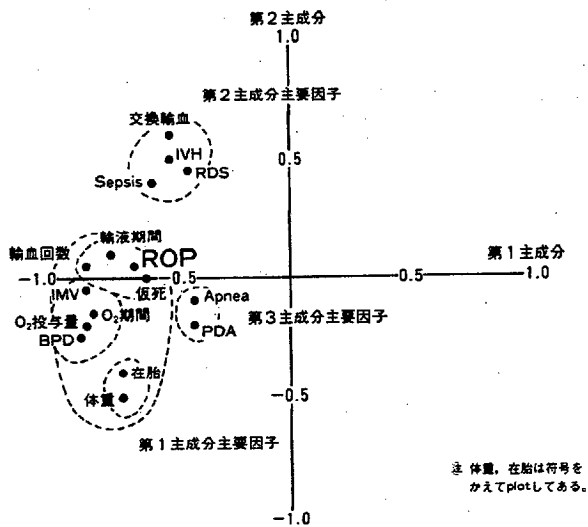 第2主成分
1.0
第2主成分主要因子
交換輸血
IVH
0.5
RDS
Sepsis
輸液期間
輸血回数
ROP
第1主成分
-1.0
0.5
0.5
1.0
IMV
仮死
Apnea
O₂期間
O₂投与量
第3主成分主要因子
PDA
BPD
在胎
体重
-0.5
第1主成分主要因子
注 体重，在胎は符号を
かえてplotしてある。
-1.0